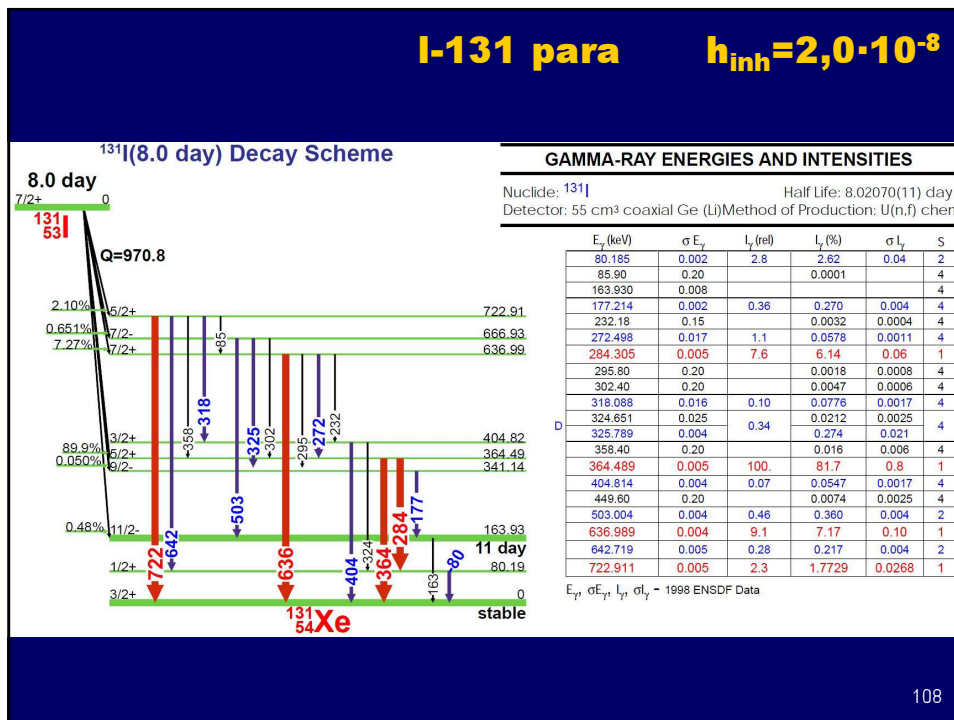 I-131 para h_inh=2,0·10^-8
131I(8.0 day) Decay Scheme
8.0 day
7/2+ 0
131 53 I
Q=970.8
2.10% 5/2+ 722.91
0.651% 7/2- 666.93
7.27% 7/2+ 636.99
85
318
358
325
302
295
272
232
3/2+ 404.82
89.9% 5/2+ 364.49
0.050% 9/2- 341.14
503
177
284
0.48% 11/2- 163.93
11 day
722
642
636
404
324
364
163
80
1/2+ 80.19
3/2+ 0
stable
131 54 Xe
GAMMA-RAY ENERGIES AND INTENSITIES
Nuclide: 131I Half Life: 8.02070(11) day
Detector: 55 cm³ coaxial Ge (Li)Method of Production: U(n,f) chem
Eγ (keV) σ Eγ Iγ (rel) Iγ (%) σ Iγ S
80.185 0.002 2.8 2.62 0.04 2
85.90 0.20 0.0001 4
163.930 0.008 4
177.214 0.002 0.36 0.270 0.004 4
232.18 0.15 0.0032 0.0004 4
272.498 0.017 1.1 0.0578 0.0011 4
284.305 0.005 7.6 6.14 0.06 1
295.80 0.20 0.0018 0.0008 4
302.40 0.20 0.0047 0.0006 4
318.088 0.016 0.10 0.0776 0.0017 4
324.651 0.025 0.0212 0.0025
D 0.34 4
325.789 0.004 0.274 0.021
358.40 0.20 0.016 0.006 4
364.489 0.005 100. 81.7 0.8 1
404.814 0.004 0.07 0.0547 0.0017 4
449.60 0.20 0.0074 0.0025 4
503.004 0.004 0.46 0.360 0.004 2
636.989 0.004 9.1 7.17 0.10 1
642.719 0.005 0.28 0.217 0.004 2
722.911 0.005 2.3 1.7729 0.0268 1
Eγ, σEγ, Iγ, σIγ - 1998 ENSDF Data
108